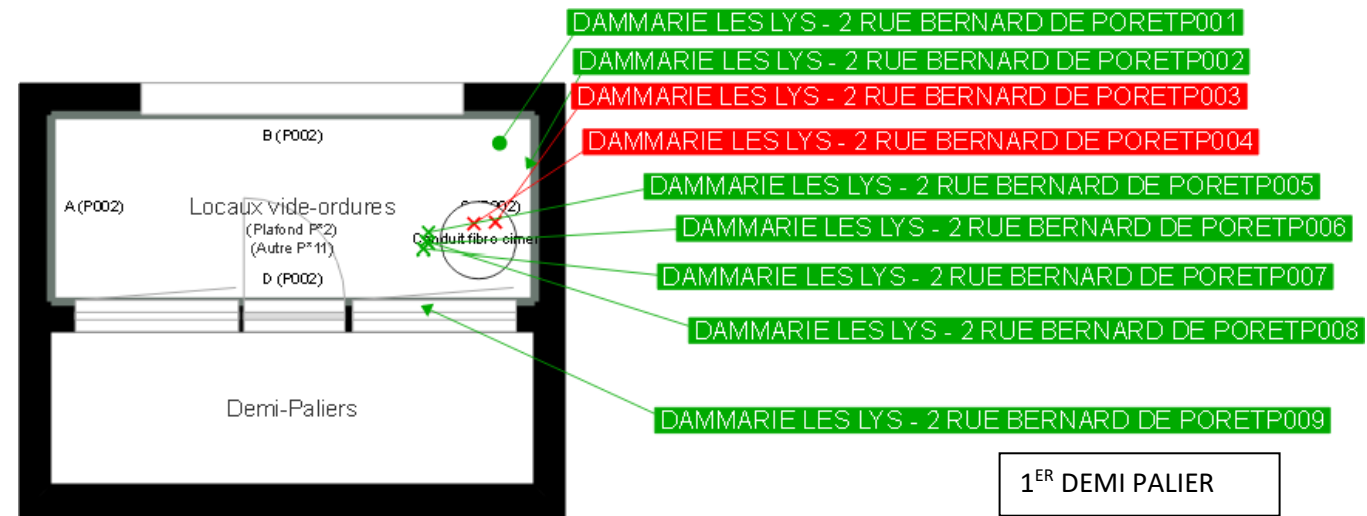 DAMMARIE LES LYS - 2 RUE BERNARD DE PORETP001
DAMMARIE LES LYS - 2 RUE BERNARD DE PORETP002
DAMMARIE LES LYS - 2 RUE BERNARD DE PORETP003
B (P002)
DAMMARIE LES LYS - 2 RUE BERNARD DE PORETP004
DAMMARIE LES LYS - 2 RUE BERNARD DE PORETP005
A (P002)
Locaux vide-ordures
(Plafond P*2)
(Autre P*11)
DAMMARIE LES LYS - 2 RUE BERNARD DE PORETP006
Conduit fibro cimen
D (P002)
DAMMARIE LES LYS - 2 RUE BERNARD DE PORETP007
DAMMARIE LES LYS - 2 RUE BERNARD DE PORETP008
Demi-Paliers
DAMMARIE LES LYS - 2 RUE BERNARD DE PORETP009
1ER DEMI PALIER